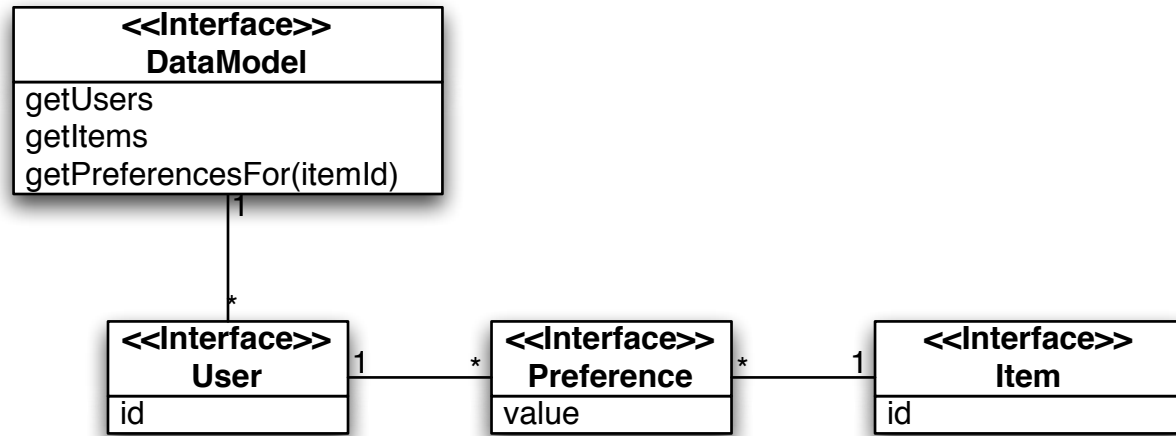 <<Interface>>
DataModel
getUsers
getItems
getPreferencesFor(itemId)
1
*
<<Interface>>
User
id
1
*
<<Interface>>
Preference
value
*
1
<<Interface>>
Item
id